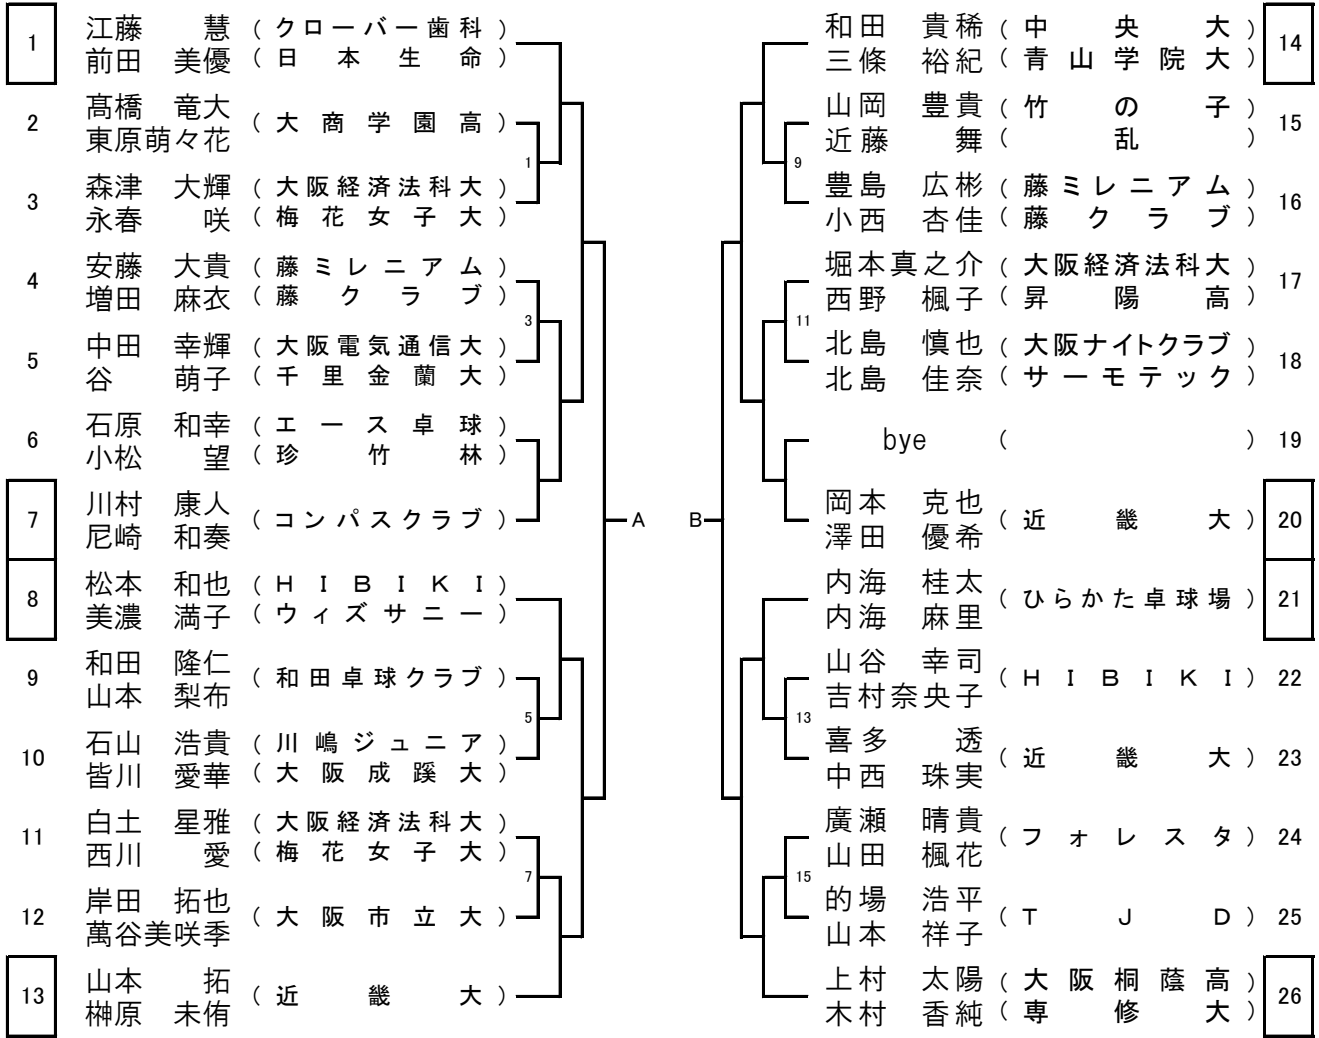 1 江藤 慧 (クローバー歯科)
前田 美優 (日本生命)
2 髙橋 竜大 (大商学園高)
東原萌々花
1
3 森津 大輝 (大阪経済法科大)
永春 咲 (梅花女子大)
4 安藤 大貴 (藤ミレニアム)
増田 麻衣 (藤クラブ)
3
5 中田 幸輝 (大阪電気通信大)
谷 萌子 (千里金蘭大)
6 石原 和幸 (エース卓球)
小松 望 (珍竹林)
7 川村 康人 (コンパスクラブ)
尼崎 和奏
A
8 松本 和也 (HIBIKI)
美濃 満子 (ウィズサニー)
9 和田 隆仁 (和田卓球クラブ)
山本 梨布
5
10 石山 浩貴 (川嶋ジュニア)
皆川 愛華 (大阪成蹊大)
11 白土 星雅 (大阪経済法科大)
西川 愛 (梅花女子大)
7
12 岸田 拓也 (大阪市立大)
萬谷美咲季
13 山本 拓 (近畿大)
榊原 未侑
和田 貴稀 (中央大) 14
三條 裕紀 (青山学院大)
山岡 豊貴 (竹の子) 15
近藤 舞 (乱)
9
豊島 広彬 (藤ミレニアム) 16
小西 杏佳 (藤クラブ)
堀本真之介 (大阪経済法科大) 17
西野 楓子 (昇陽高)
11
北島 慎也 (大阪ナイトクラブ) 18
北島 佳奈 (サーモテック)
bye ( ) 19
岡本 克也 (近畿大) 20
澤田 優希
B
内海 桂太 (ひらかた卓球場) 21
内海 麻里
山谷 幸司 (HIBIKI) 22
吉村奈央子
13
喜多 透 (近畿大) 23
中西 珠実
廣瀬 晴貴 (フォレスタ) 24
山田 楓花
15
的場 浩平 (TJD) 25
山本 祥子
上村 太陽 (大阪桐蔭高) 26
木村 香純 (専修大)